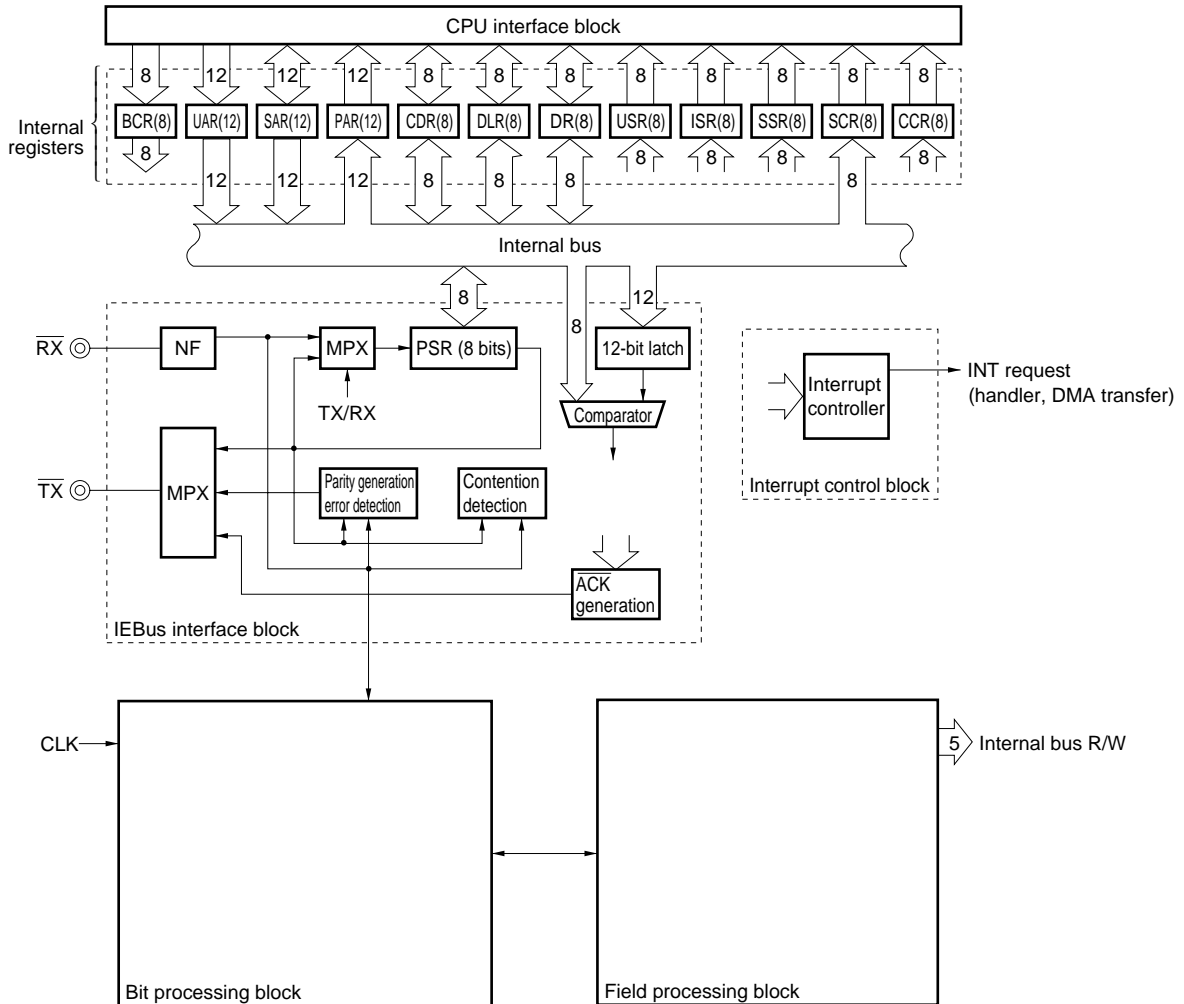 CPU interface block
8 12 12 12 8 8 8 8 8 8 8 8
Internal
registers
BCR(8) UAR(12) SAR(12) PAR(12) CDR(8) DLR(8) DR(8) USR(8) ISR(8) SSR(8) SCR(8) CCR(8)
8 8 8 8 8
12 12 12 8 8 8 8
Internal bus
8 8 12
RX NF MPX PSR (8 bits) 12-bit latch
TX/RX
Comparator
Interrupt
controller
INT request
(handler, DMA transfer)
Interrupt control block
TX MPX
Parity generation
error detection
Contention
detection
ACK
generation
IEBus interface block
CLK
5 Internal bus R/W
Bit processing block
Field processing block